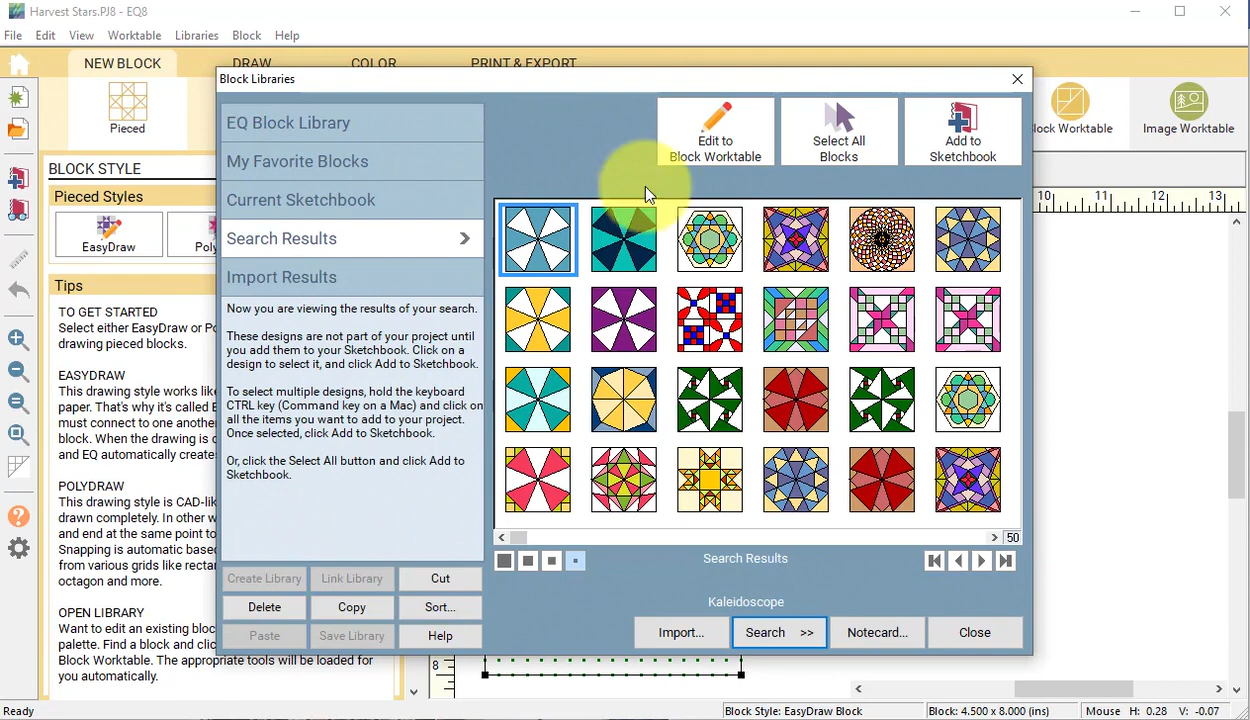 Harvest Stars.PJ8 - EQ8
File Edit View Worktable Libraries Block Help
NEW BLOCK DRAW COLOR PRINT & EXPORT
Pieced
Block Libraries
lock Worktable
Image Worktable
BLOCK STYLE
Pieced Styles
EasyDraw
Poly
Tips
TO GET STARTED
Select either EasyDraw or Po
drawing pieced blocks.
EASYDRAW
This drawing style works like
paper. That's why it's called E
must connect to one another
block. When the drawing is c
and EQ automatically create
POLYDRAW
This drawing style is CAD-lik
drawn completely. In other w
and end at the same point to
Snapping is automatic base
from various grids like recta
octagon and more.
OPEN LIBRARY
Want to edit an existing bloc
palette. Find a block and clic
Block Worktable. The appropriate tools will be loaded for
you automatically.
EQ Block Library
My Favorite Blocks
Current Sketchbook
Search Results
Import Results
Now you are viewing the results of your search.
These designs are not part of your project until
you add them to your Sketchbook. Click on a
design to select it, and click Add to Sketchbook.
To select multiple designs, hold the keyboard
CTRL key (Command key on a Mac) and click on
all the items you want to add to your project.
Once selected, click Add to Sketchbook.
Or, click the Select All button and click Add to
Sketchbook.
Create Library Link Library Cut
Delete Copy Sort...
Paste Save Library Help
Edit to
Block Worktable
Select All
Blocks
Add to
Sketchbook
50
Search Results
Kaleidoscope
Import... Search >> Notecard... Close
10 11 12 13
8
Ready
Block Style: EasyDraw Block
Block: 4.500 x 8.000 (ins)
Mouse H: 0.28 V: -0.07